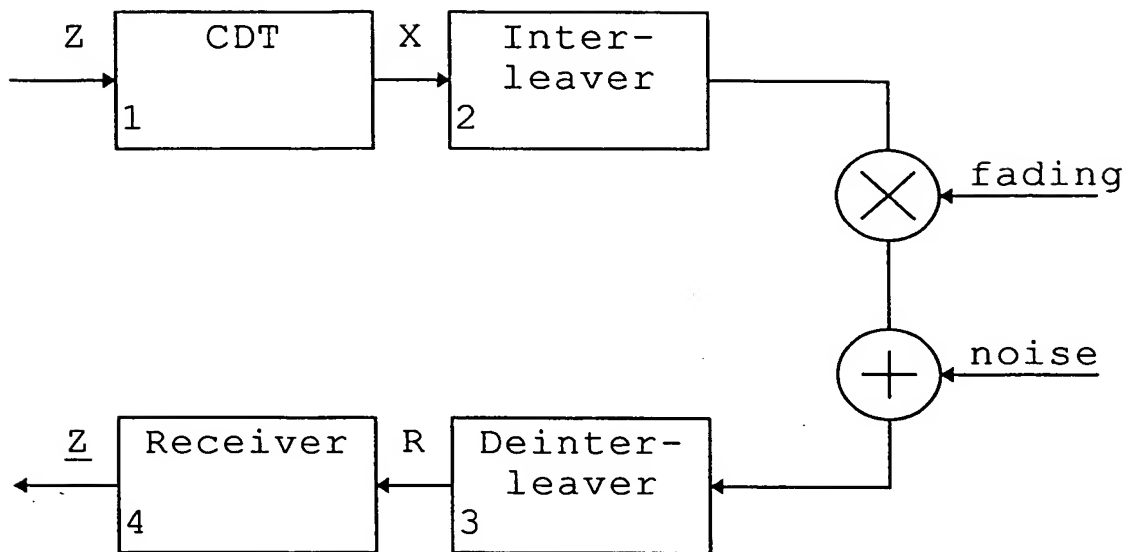 Z
CDT
1
X
Inter-
leaver
2
fading
noise
Z
Receiver
4
R
Deinter-
leaver
3